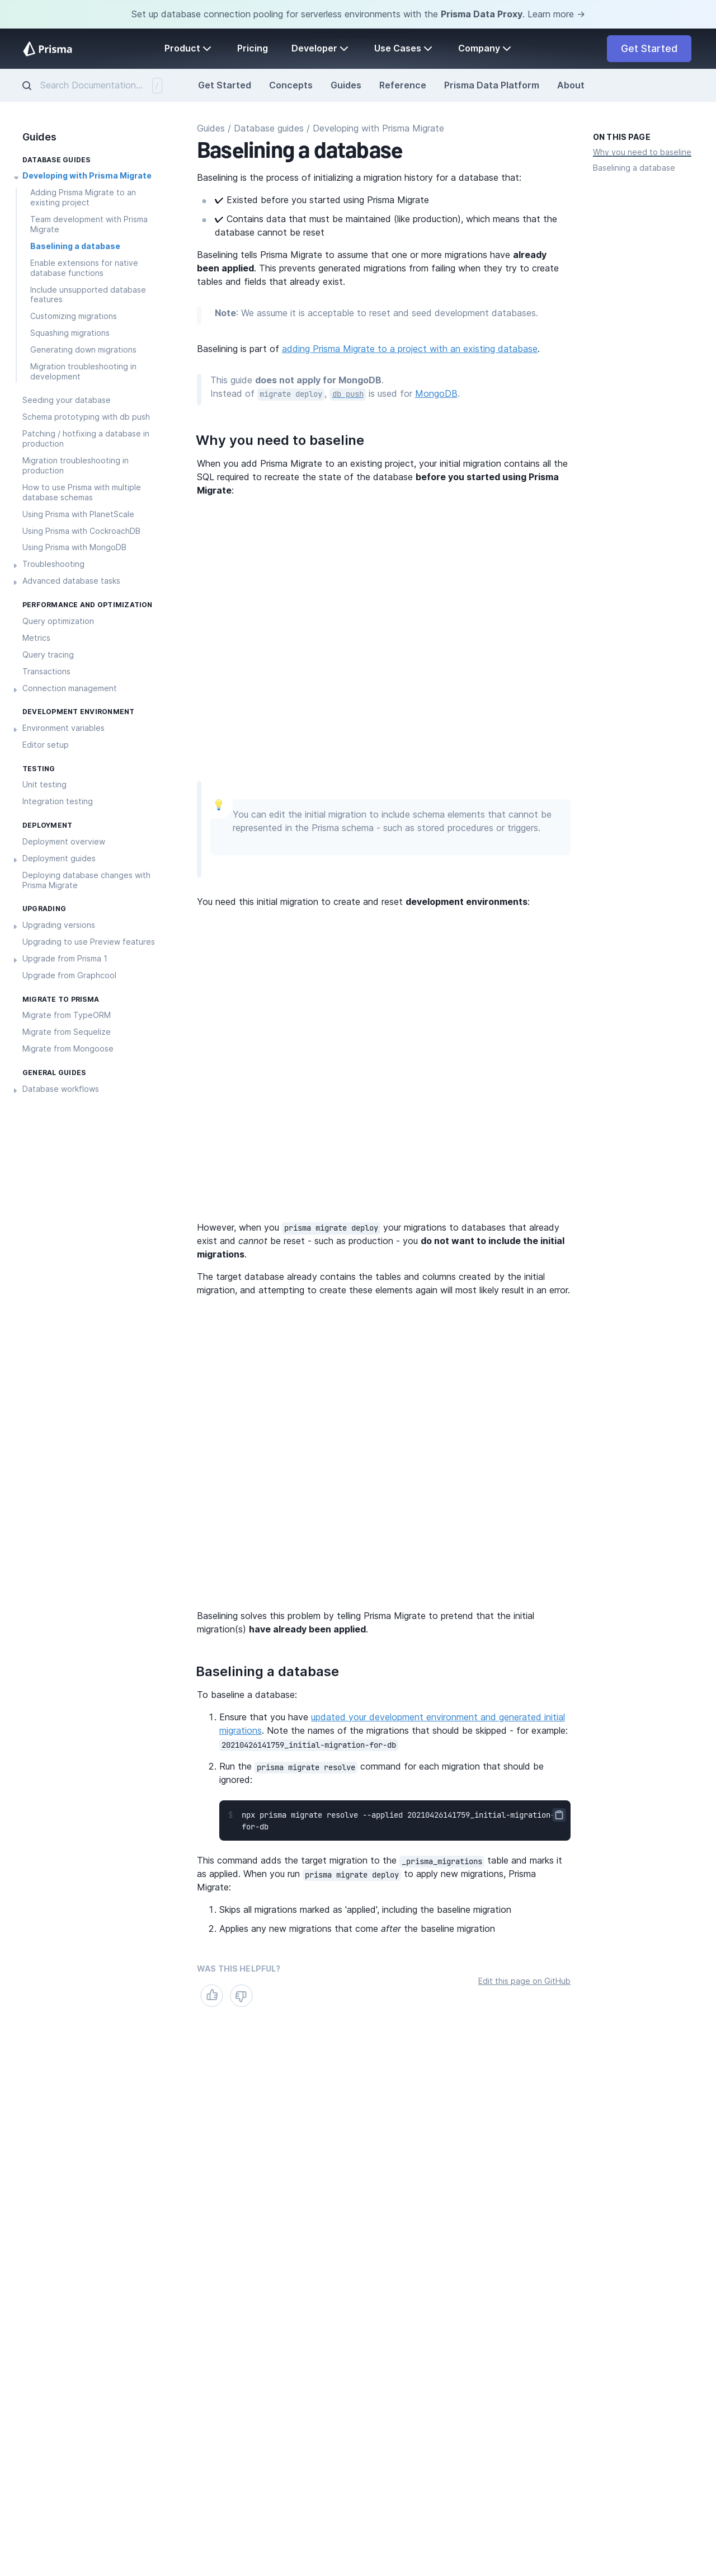 Set up database connection pooling for serverless environments with the Prisma Data Proxy. Learn more →
Prisma
Product
Pricing
Developer
Use Cases
Company
Get Started
Search Documentation...
/
Get Started
Concepts
Guides
Reference
Prisma Data Platform
About
Guides
DATABASE GUIDES
Developing with Prisma Migrate
Adding Prisma Migrate to an
existing project
Team development with Prisma
Migrate
Baselining a database
Enable extensions for native
database functions
Include unsupported database
features
Customizing migrations
Squashing migrations
Generating down migrations
Migration troubleshooting in
development
Seeding your database
Schema prototyping with db push
Patching / hotfixing a database in
production
Migration troubleshooting in
production
How to use Prisma with multiple
database schemas
Using Prisma with PlanetScale
Using Prisma with CockroachDB
Using Prisma with MongoDB
Troubleshooting
Advanced database tasks
PERFORMANCE AND OPTIMIZATION
Query optimization
Metrics
Query tracing
Transactions
Connection management
DEVELOPMENT ENVIRONMENT
Environment variables
Editor setup
TESTING
Unit testing
Integration testing
DEPLOYMENT
Deployment overview
Deployment guides
Deploying database changes with
Prisma Migrate
UPGRADING
Upgrading versions
Upgrading to use Preview features
Upgrade from Prisma 1
Upgrade from Graphcool
MIGRATE TO PRISMA
Migrate from TypeORM
Migrate from Sequelize
Migrate from Mongoose
GENERAL GUIDES
Database workflows
Guides / Database guides / Developing with Prisma Migrate
Baselining a database
Baselining is the process of initializing a migration history for a database that:
✔ Existed before you started using Prisma Migrate
✔ Contains data that must be maintained (like production), which means that the
database cannot be reset
Baselining tells Prisma Migrate to assume that one or more migrations have already
been applied. This prevents generated migrations from failing when they try to create
tables and fields that already exist.
Note: We assume it is acceptable to reset and seed development databases.
Baselining is part of adding Prisma Migrate to a project with an existing database.
This guide does not apply for MongoDB.
Instead of migrate deploy, db push is used for MongoDB.
Why you need to baseline
When you add Prisma Migrate to an existing project, your initial migration contains all the
SQL required to recreate the state of the database before you started using Prisma
Migrate:
💡
You can edit the initial migration to include schema elements that cannot be
represented in the Prisma schema - such as stored procedures or triggers.
You need this initial migration to create and reset development environments:
However, when you prisma migrate deploy your migrations to databases that already
exist and cannot be reset - such as production - you do not want to include the initial
migrations.
The target database already contains the tables and columns created by the initial
migration, and attempting to create these elements again will most likely result in an error.
Baselining solves this problem by telling Prisma Migrate to pretend that the initial
migration(s) have already been applied.
Baselining a database
To baseline a database:
1. Ensure that you have updated your development environment and generated initial
migrations. Note the names of the migrations that should be skipped - for example:
20210426141759_initial-migration-for-db
2. Run the prisma migrate resolve command for each migration that should be
ignored:
1 npx prisma migrate resolve --applied 20210426141759_initial-migration-
for-db
This command adds the target migration to the _prisma_migrations table and marks it
as applied. When you run prisma migrate deploy to apply new migrations, Prisma
Migrate:
1. Skips all migrations marked as 'applied', including the baseline migration
2. Applies any new migrations that come after the baseline migration
WAS THIS HELPFUL?
Edit this page on GitHub
ON THIS PAGE
Why you need to baseline
Baselining a database